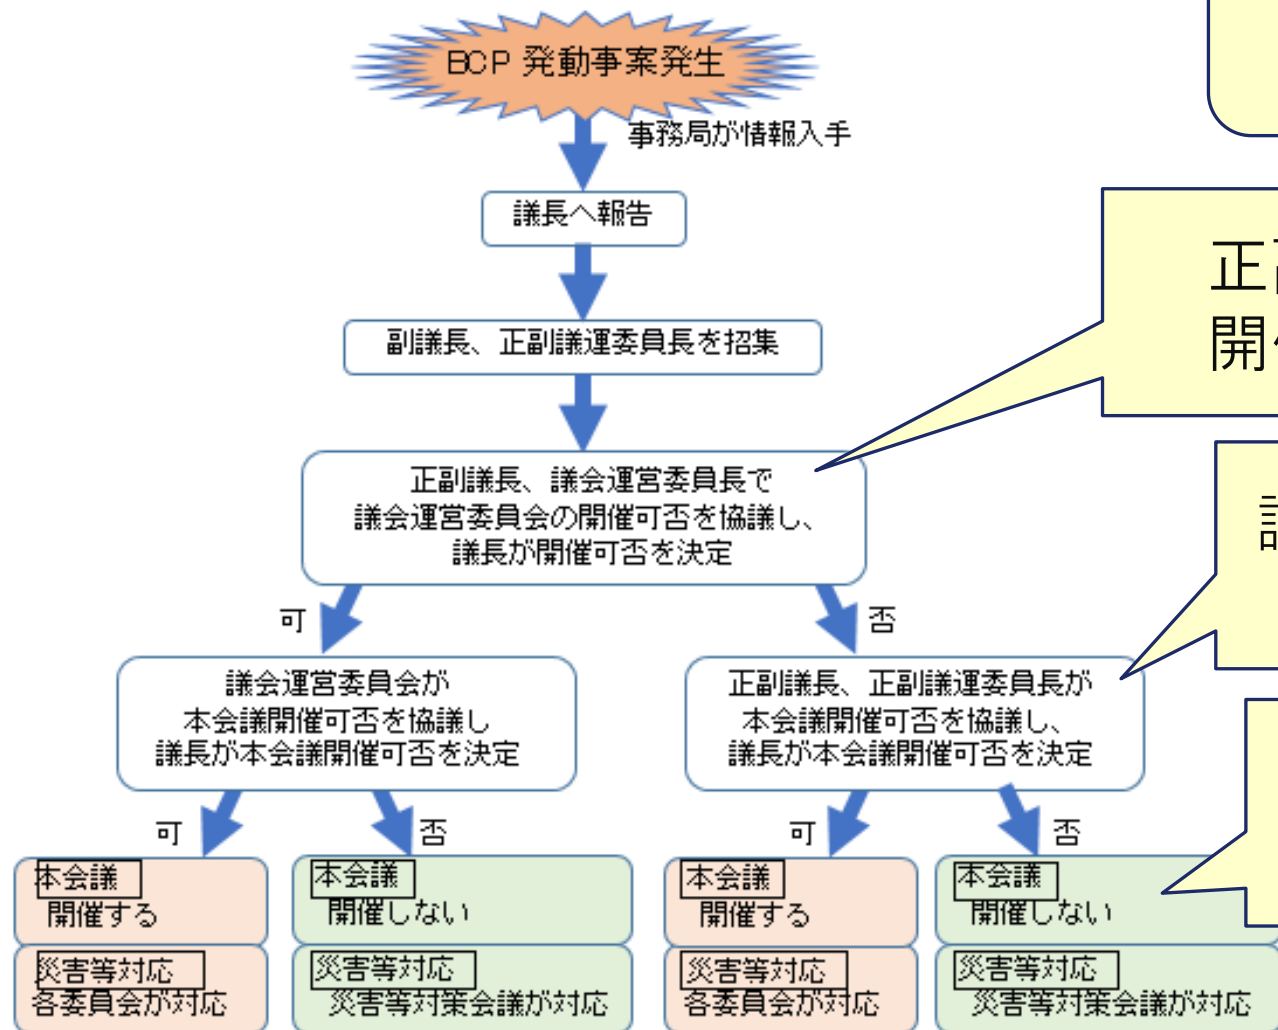 BCP 発動事案発生
事務局が情報入手
議長へ報告
副議長、正副議運委員長を招集
正副議長、議会運営委員長で
議会運営委員会の開催可否を協議し、
議長が開催可否を決定
可
否
議会運営委員会が
本会議開催可否を協議し
議長が本会議開催可否を決定
正副議長、正副議運委員長が
本会議開催可否を協議し、
議長が本会議開催可否を決定
可
否
可
否
本会議
開催する
災害等対応
各委員会が対応
本会議
開催しない
災害等対応
災害等対策会議が対応
本会議
開催する
災害等対応
各委員会が対応
本会議
開催しない
災害等対応
災害等対策会議が対応
正
開